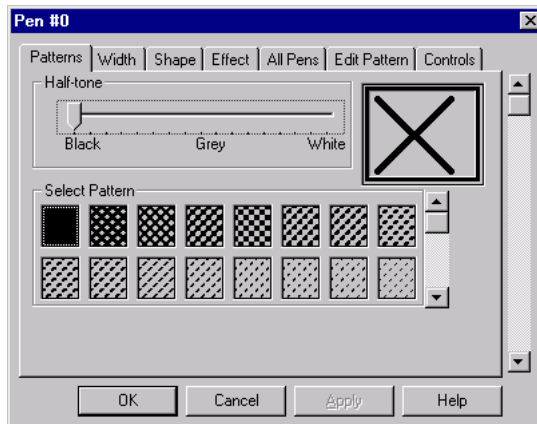 Pen #0
Patterns Width Shape Effect All Pens Edit Pattern Controls
Half-tone
Black Grey White
Select Pattern
OK Cancel Apply Help